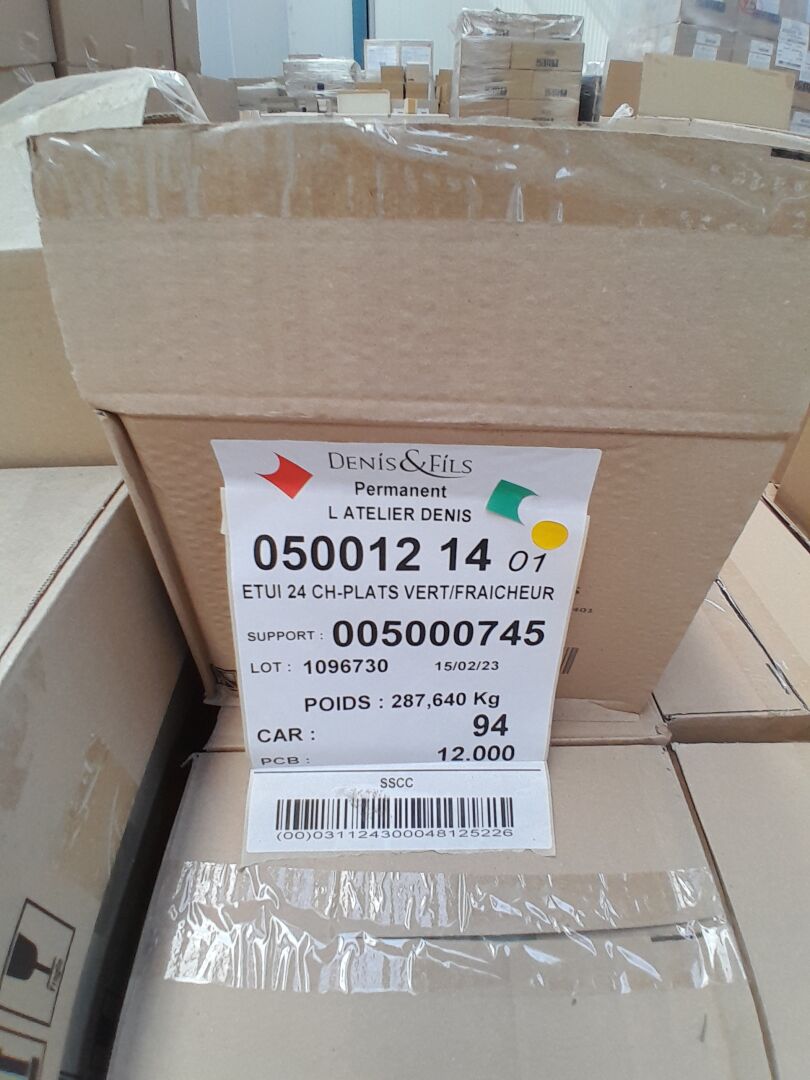 DENIS&FILS
Permanent
L ATELIER DENIS
050012 14 01
ETUI 24 CH-PLATS VERT/FRAICHEUR
SUPPORT : 005000745
LOT : 1096730 15/02/23
POIDS : 287,640 Kg
CAR : 94
PCB : 12.000
SSCC
(00)031124300048125226
Fragile